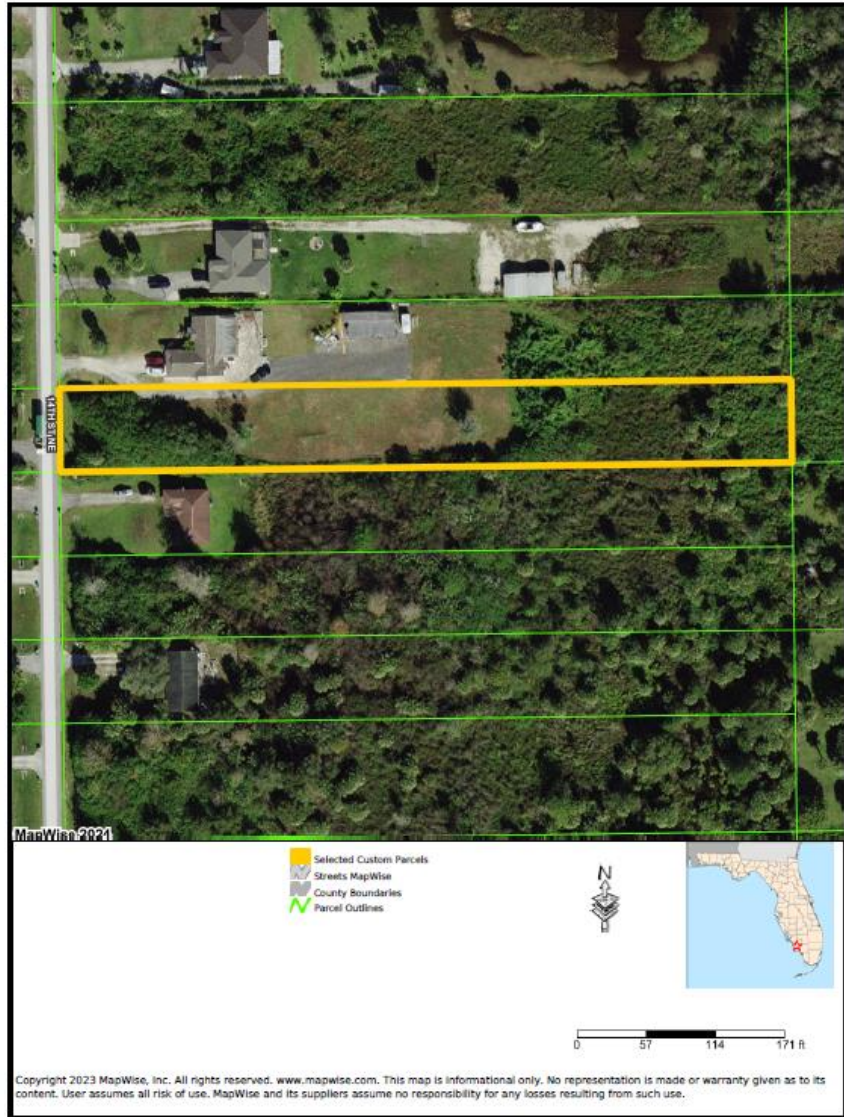 14TH ST NE
MapWise 2021
Selected Custom Parcels
Streets MapWise
County Boundaries
Parcel Outlines
N
0 57 114 171 ft
Copyright 2023 MapWise, Inc. All rights reserved. www.mapwise.com. This map is informational only. No representation is made or warranty given as to its
content. User assumes all risk of use. MapWise and its suppliers assume no responsibility for any losses resulting from such use.